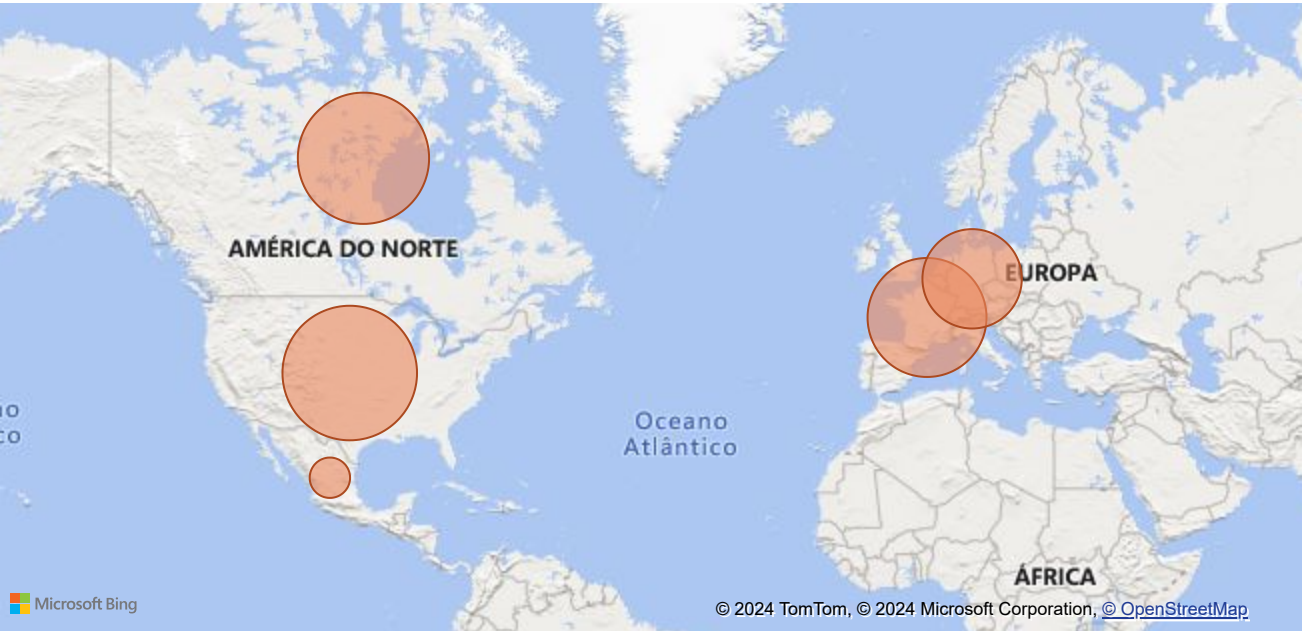 AMÉRICA DO NORTE
EUROPA
Oceano
Atlântico
ÁFRICA
Microsoft Bing
© 2024 TomTom, © 2024 Microsoft Corporation, © OpenStreetMap